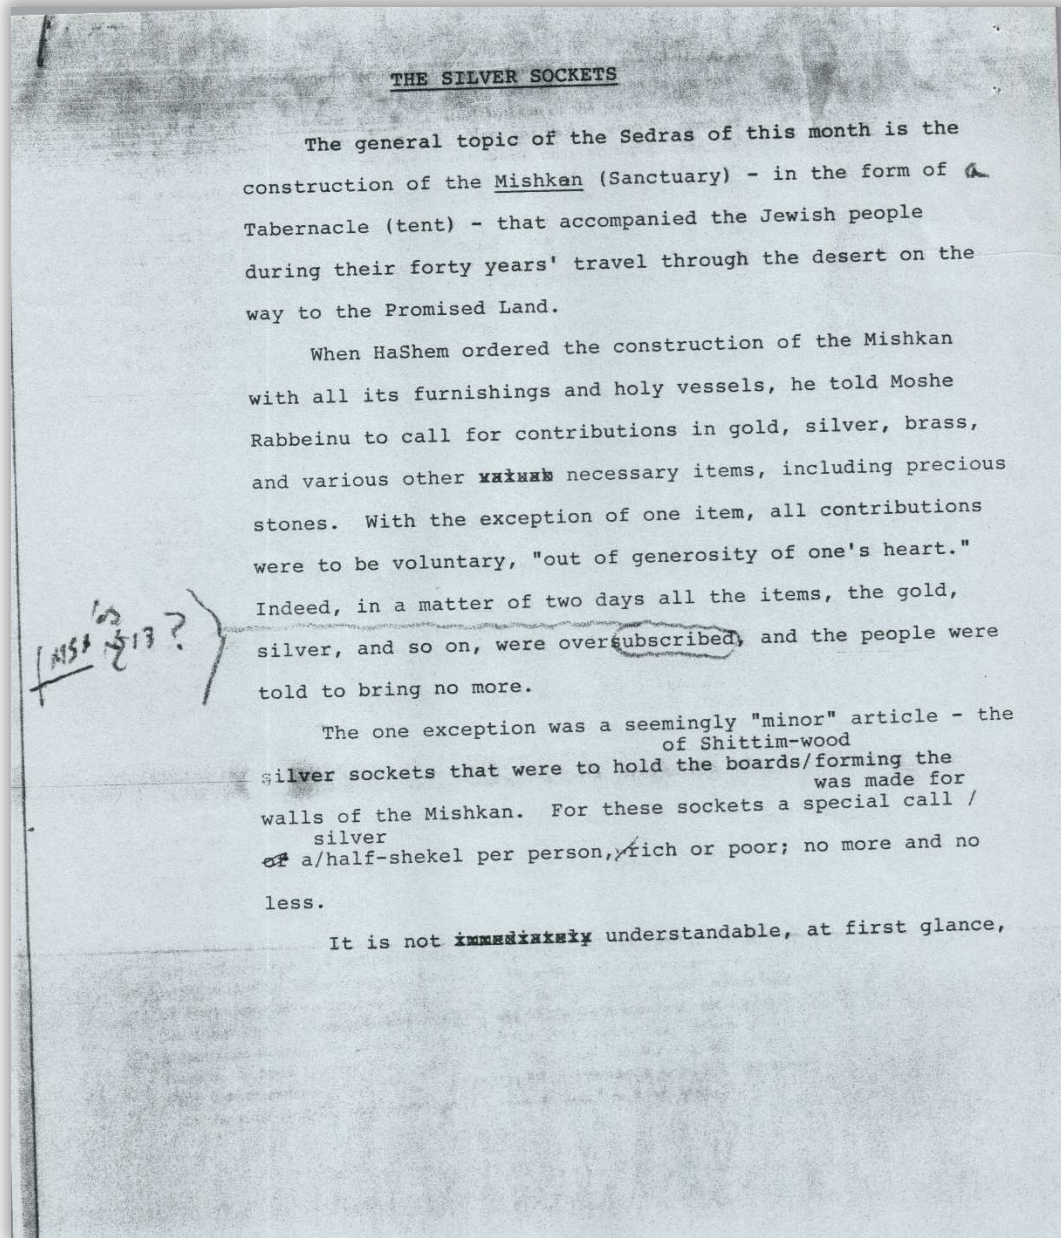 THE SILVER SOCKETS
The general topic of the Sedras of this month is the
construction of the Mishkan (Sanctuary) - in the form of a
Tabernacle (tent) - that accompanied the Jewish people
during their forty years' travel through the desert on the
way to the Promised Land.
When HaShem ordered the construction of the Mishkan
with all its furnishings and holy vessels, he told Moshe
Rabbeinu to call for contributions in gold, silver, brass,
and various other necessary items, including precious
stones. With the exception of one item, all contributions
were to be voluntary, "out of generosity of one's heart."
Indeed, in a matter of two days all the items, the gold,
silver, and so on, were oversubscribed, and the people were
told to bring no more.
The one exception was a seemingly "minor" article - the
of Shittim-wood
silver sockets that were to hold the boards/forming the
was made for
walls of the Mishkan. For these sockets a special call /
silver
of a/half-shekel per person, rich or poor; no more and no
less.
It is not immediately understandable, at first glance,